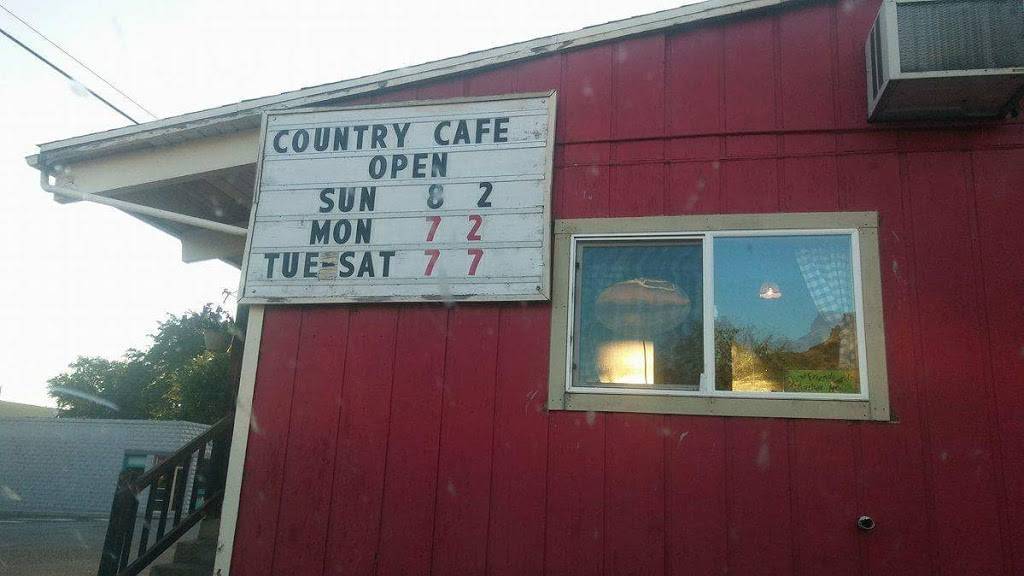 COUNTRY CAFE
OPEN
SUN 8 2
MON 7 2
TUE-SAT 7 7